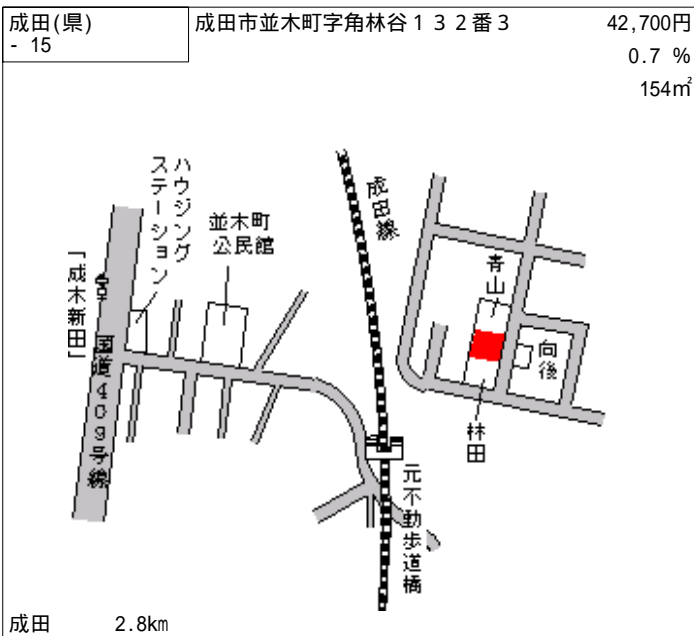 成田(県)
- 15
成田市並木町字角林谷132番3
42,700円
0.7 %
154㎡
ハウジング
ステーション
並木町
公民館
成田線
青山
向後
林田
「成木新田」
国道409号線
元不動歩道橋
成田 2.8km